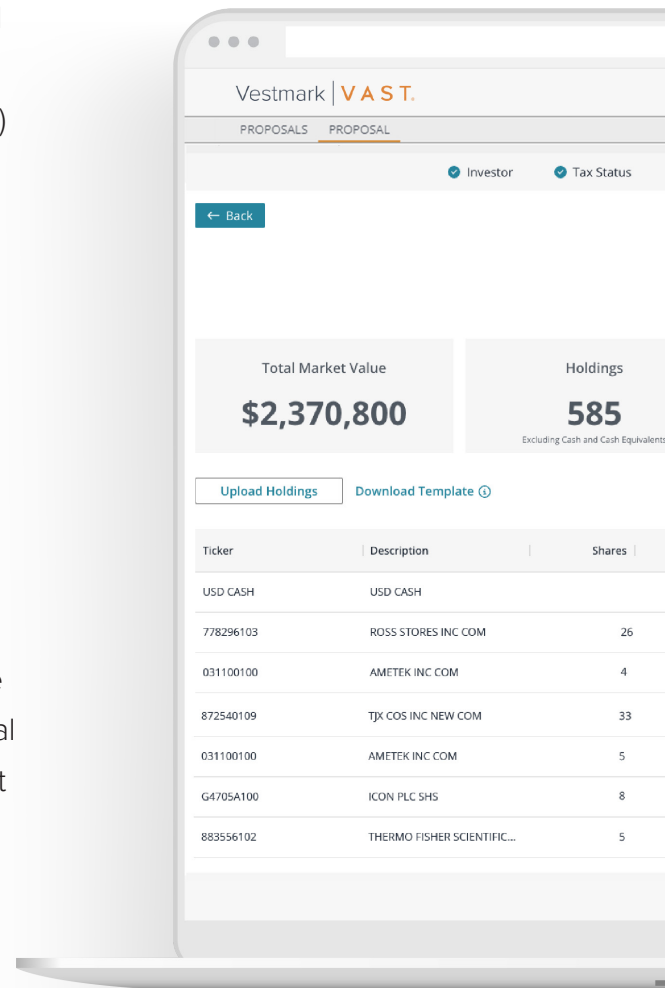 )
al
t
Vestmark | VAST.
PROPOSALS PROPOSAL
Investor Tax Status
← Back
Total Market Value Holdings
$2,370,800 585
Excluding Cash and Cash Equivalents
Upload Holdings Download Template
Ticker Description Shares
USD CASH USD CASH
778296103 ROSS STORES INC COM 26
031100100 AMETEK INC COM 4
872540109 TJX COS INC NEW COM 33
031100100 AMETEK INC COM 5
G4705A100 ICON PLC SHS 8
883556102 THERMO FISHER SCIENTIFIC... 5